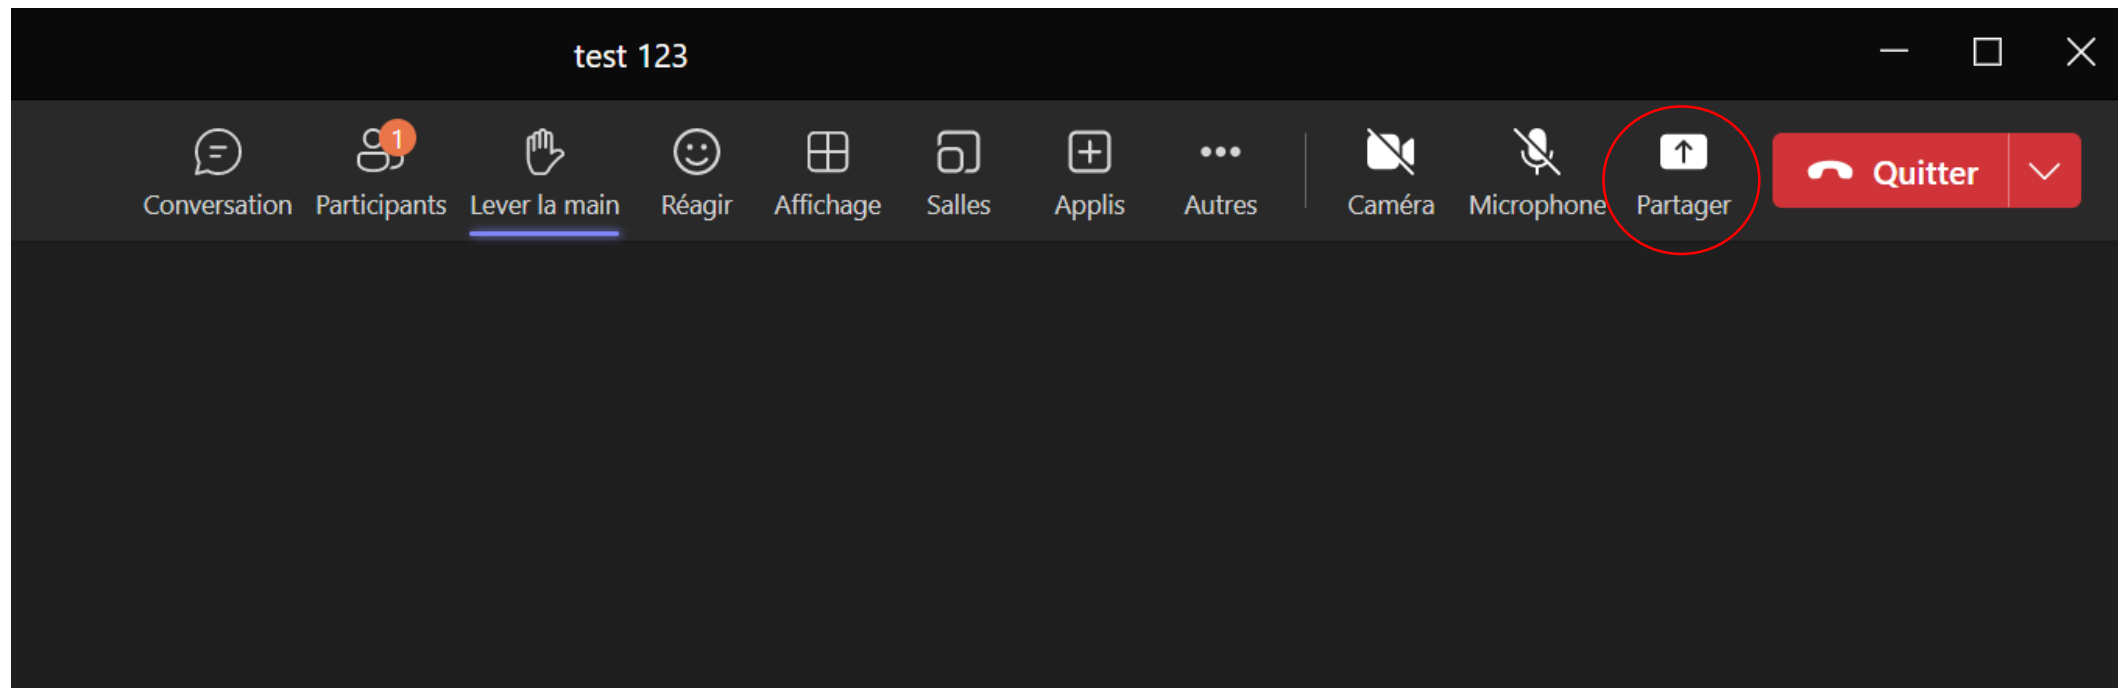 test 123
1
Conversation Participants Lever la main Réagir Affichage Salles Applis Autres Caméra Microphone Partager Quitter